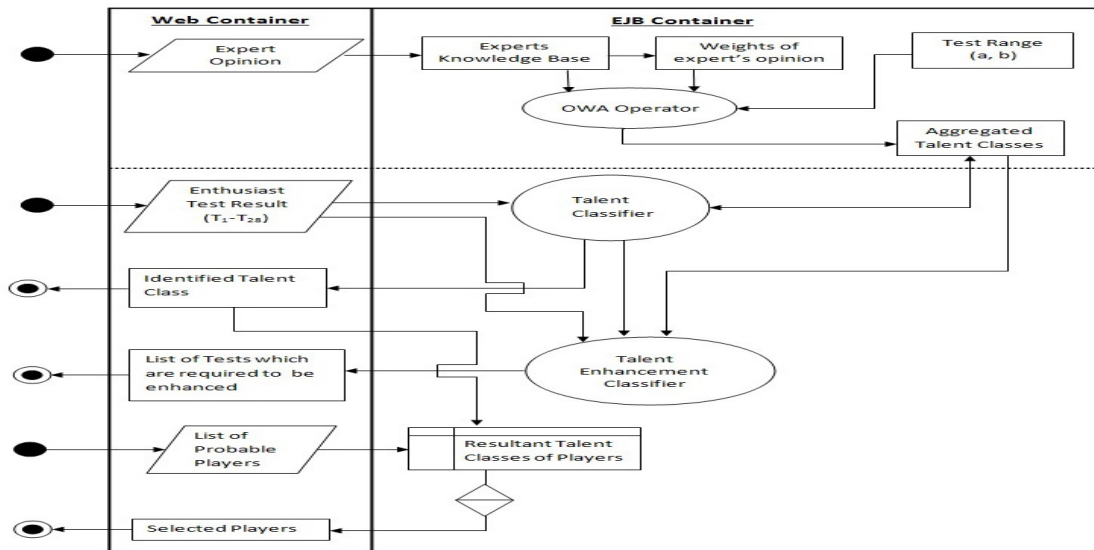 Web Container
EJB Container
Expert
Opinion
Experts
Knowledge Base
Weights of
expert's opinion
Test Range
(a, b)
OWA Operator
Aggregated
Talent Classes
Enthusiast
Test Result
(T₁-T₂₈)
Talent
Classifier
Identified Talent
Class
List of Tests which
are required to be
enhanced
Talent
Enhancement
Classifier
List of
Probable
Players
Resultant Talent
Classes of Players
Selected Players